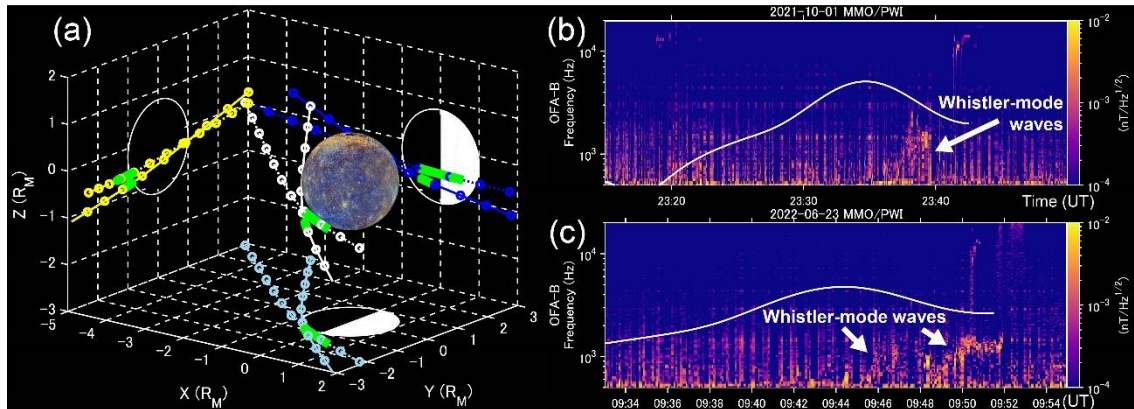 (a)
2
1
0
-1
-2
-3
Z (R_M)
-5
-4
-3
-2
-1
0
1
2
X (R_M)
-3
-2
-1
0
1
2
3
Y (R_M)
(b)
2021-10-01 MMO/PWI
10⁴
10³
OFA-B
Frequency (Hz)
Whistler-mode
waves
23:20 23:30 23:40 Time (UT)
10⁻²
10⁻³
10⁻⁴
(nT/Hz^1/2)
(c)
2022-06-23 MMO/PWI
10⁴
10³
OFA-B
Frequency (Hz)
Whistler-mode waves
09:34 09:36 09:38 09:40 09:42 09:44 09:46 09:48 09:50 09:52 09:54 (UT)
10⁻²
10⁻³
10⁻⁴
(nT/Hz^1/2)